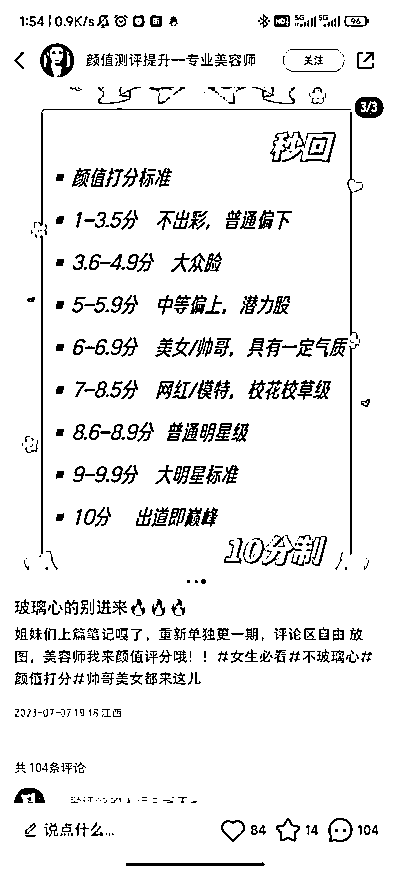 1:54 0.9K/s HD 5G 5G 96
颜值测评提升--专业美容师
关注
3/3
秒回
颜值打分标准
1-3.5分 不出彩，普通偏下
3.6-4.9分 大众脸
5-5.9分 中等偏上，潜力股
6-6.9分 美女/帅哥，具有一定气质
7-8.5分 网红/模特，校花校草级
8.6-8.9分 普通明星级
9-9.9分 大明星标准
10分 出道即巅峰
10分制
玻璃心的别进来🔥🔥🔥
姐妹们上篇笔记嘎了，重新单独更一期，评论区自由 放
图，美容师我来颜值评分哦！！#女生必看#不玻璃心#
颜值打分#帅哥美女都来这儿
2023-07-07 19:16 江西
共 104条评论
说点什么...
84
14
104